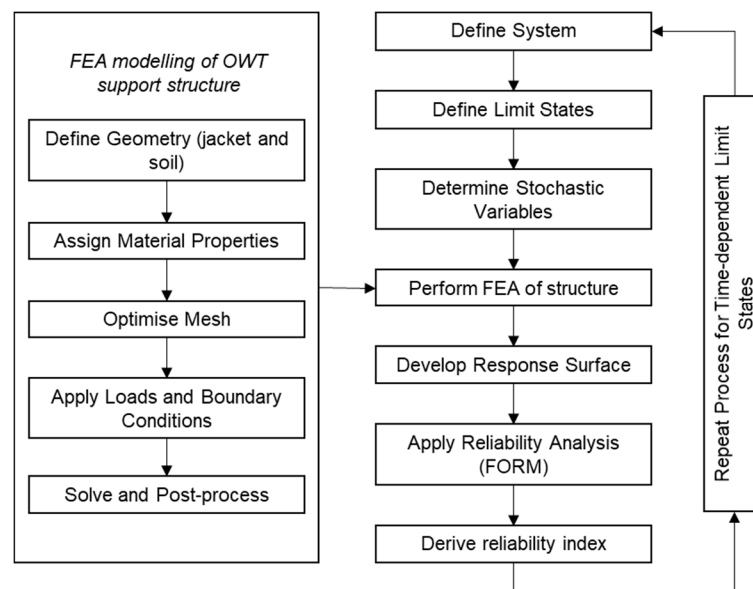 FEA modelling of OWT
support structure
Define Geometry (jacket and
soil)
Assign Material Properties
Optimise Mesh
Apply Loads and Boundary
Conditions
Solve and Post-process
Define System
Define Limit States
Determine Stochastic
Variables
Perform FEA of structure
Develop Response Surface
Apply Reliability Analysis
(FORM)
Derive reliability index
Repeat Process for Time-dependent Limit
States